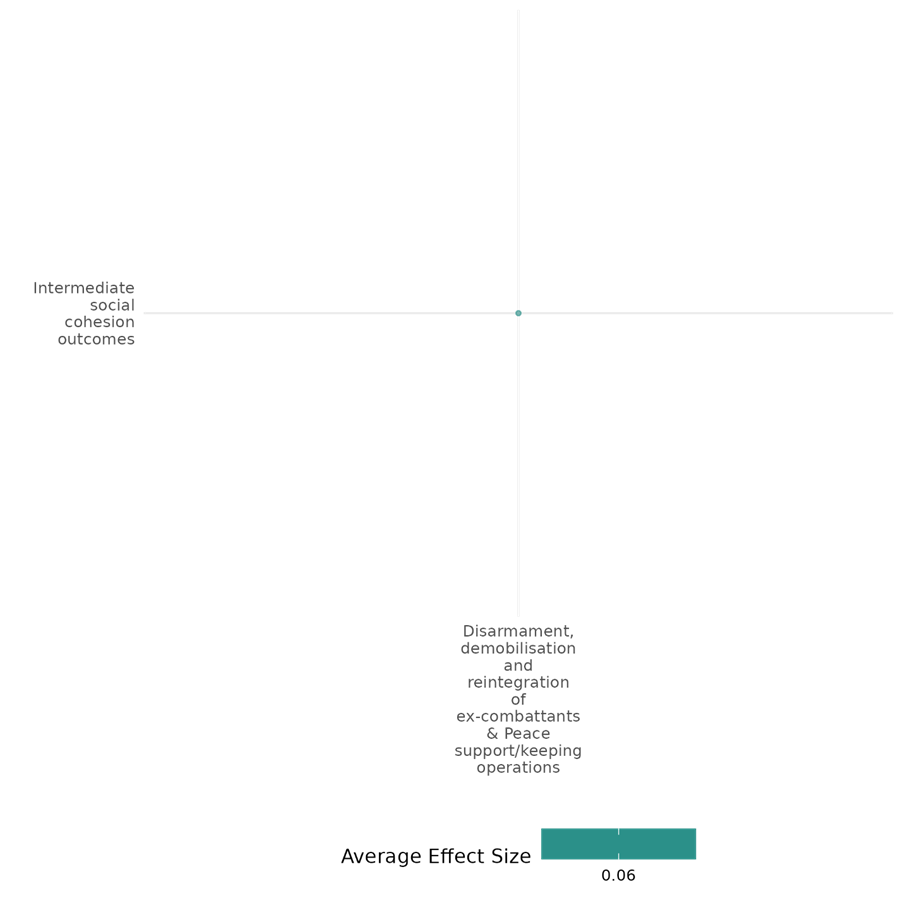 Intermediate
social
cohesion
outcomes
Disarmament,
demobilisation
and
reintegration
of
ex-combattants
& Peace
support/keeping
operations
Average Effect Size
0.06